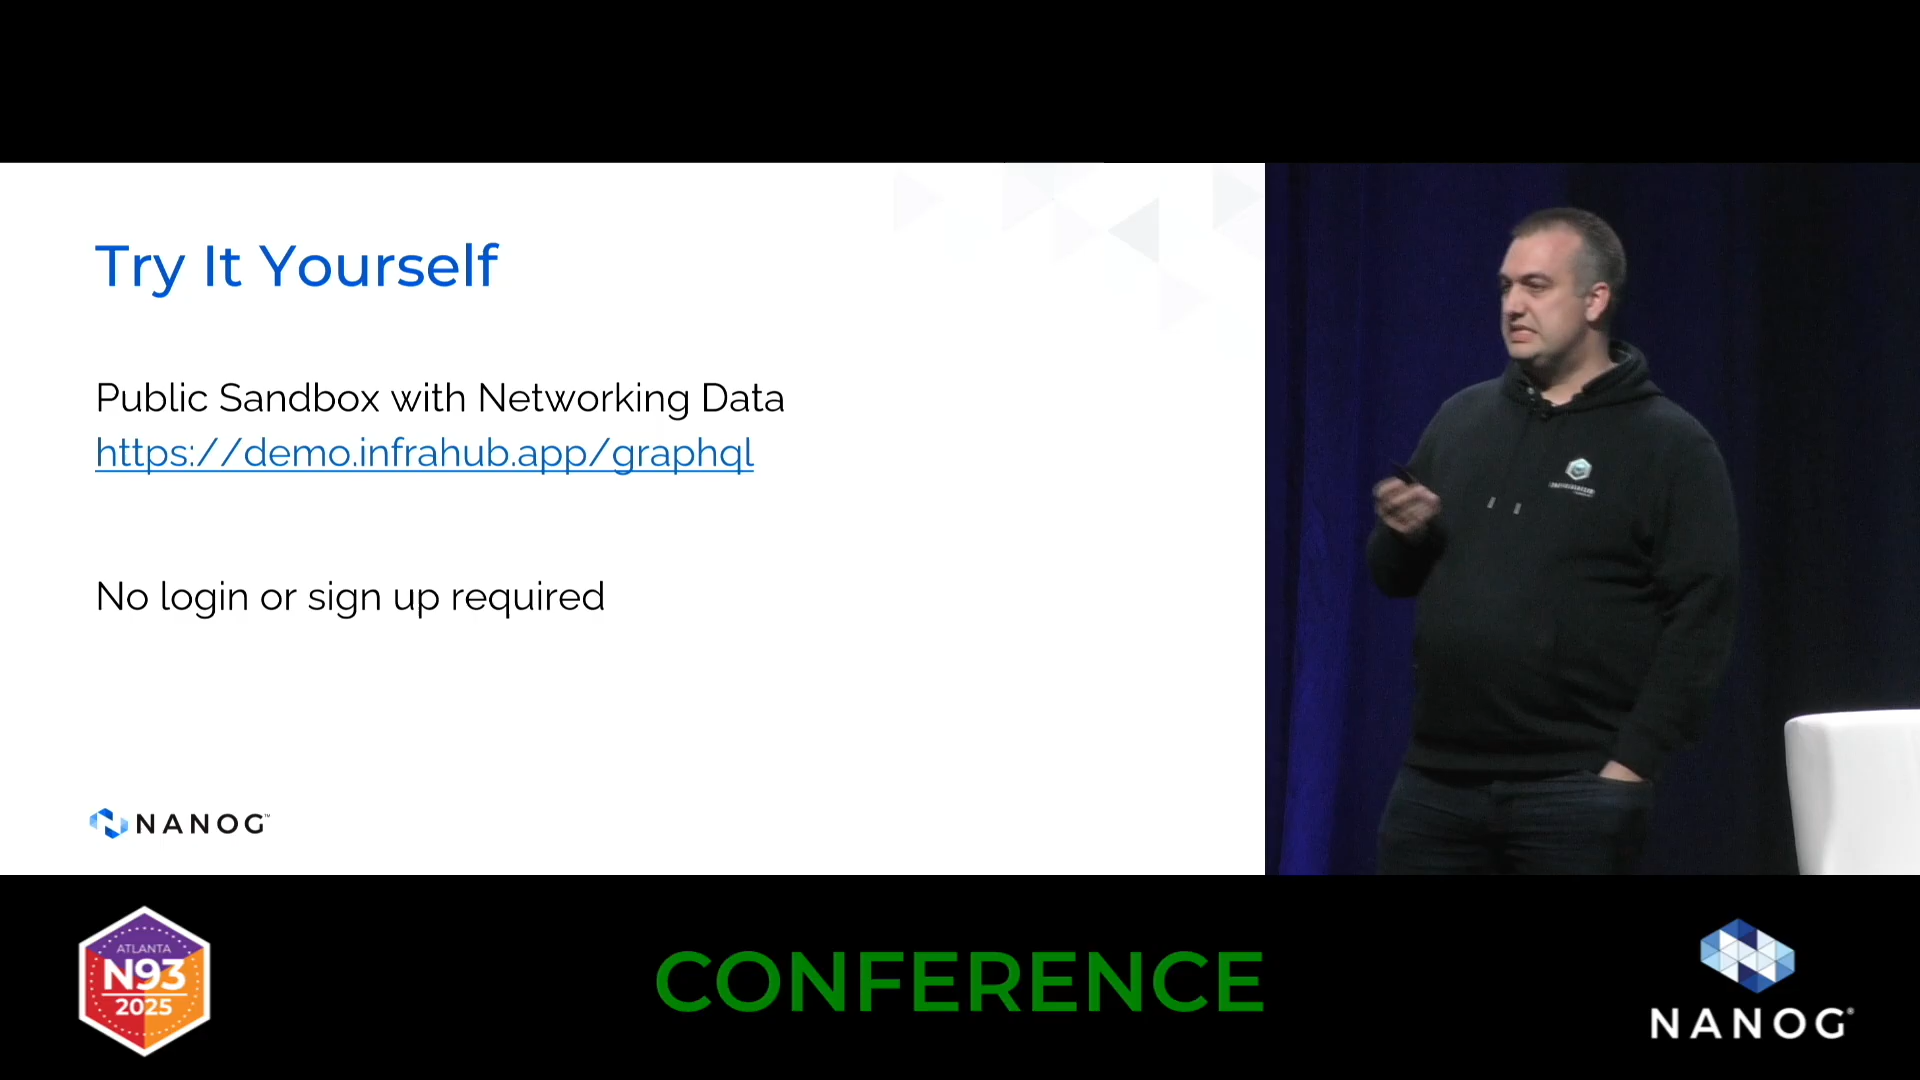 Try It Yourself
Public Sandbox with Networking Data
https://demo.infrahub.app/graphql
No login or sign up required
NANOG™
ATLANTA
N93
2025
CONFERENCE
NANOG®